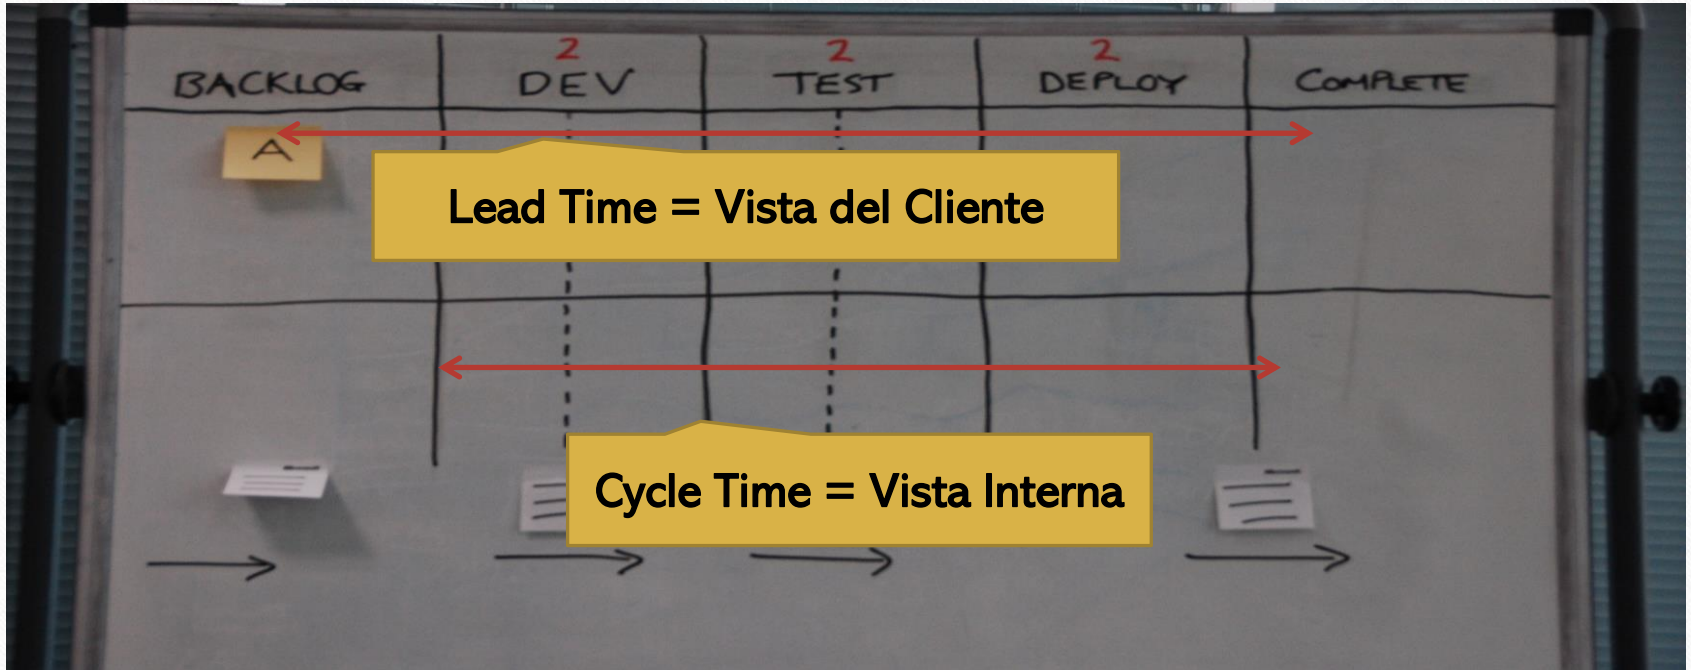 2 2 2
BACKLOG DEV TEST DEPLOY COMPLETE
A
Lead Time = Vista del Cliente
Cycle Time = Vista Interna